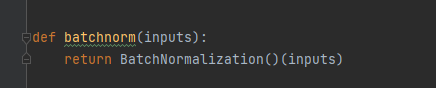 def batchnorm(inputs):
    return BatchNormalization()(inputs)